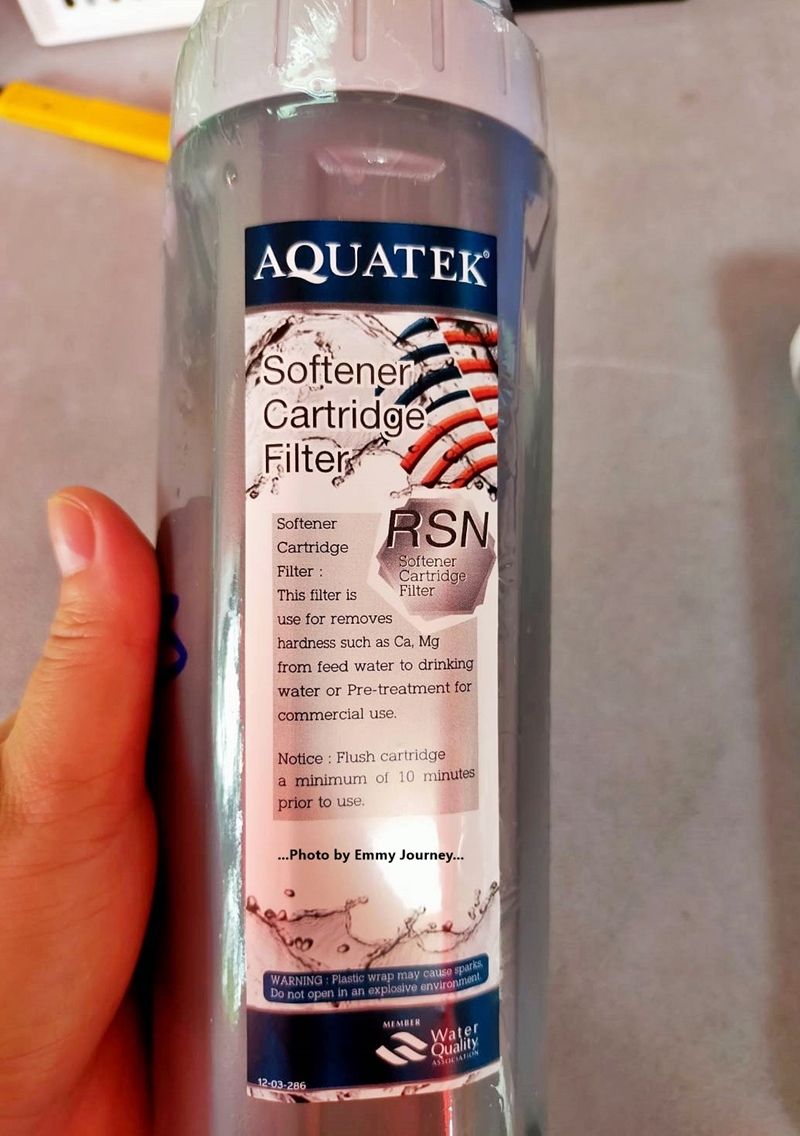 AQUATEK®
Softener
Cartridge
Filter
RSN
Softener
Cartridge
Filter
Softener
Cartridge
Filter :
This filter is
use for removes
hardness such as Ca, Mg
from feed water to drinking
water or Pre-treatment for
commercial use.
Notice : Flush cartridge
a minimum of 10 minutes
prior to use.
...Photo by Emmy Journey...
WARNING : Plastic wrap may cause sparks.
Do not open in an explosive environment.
MEMBER
Water
Quality
ASSOCIATION
12-03-286